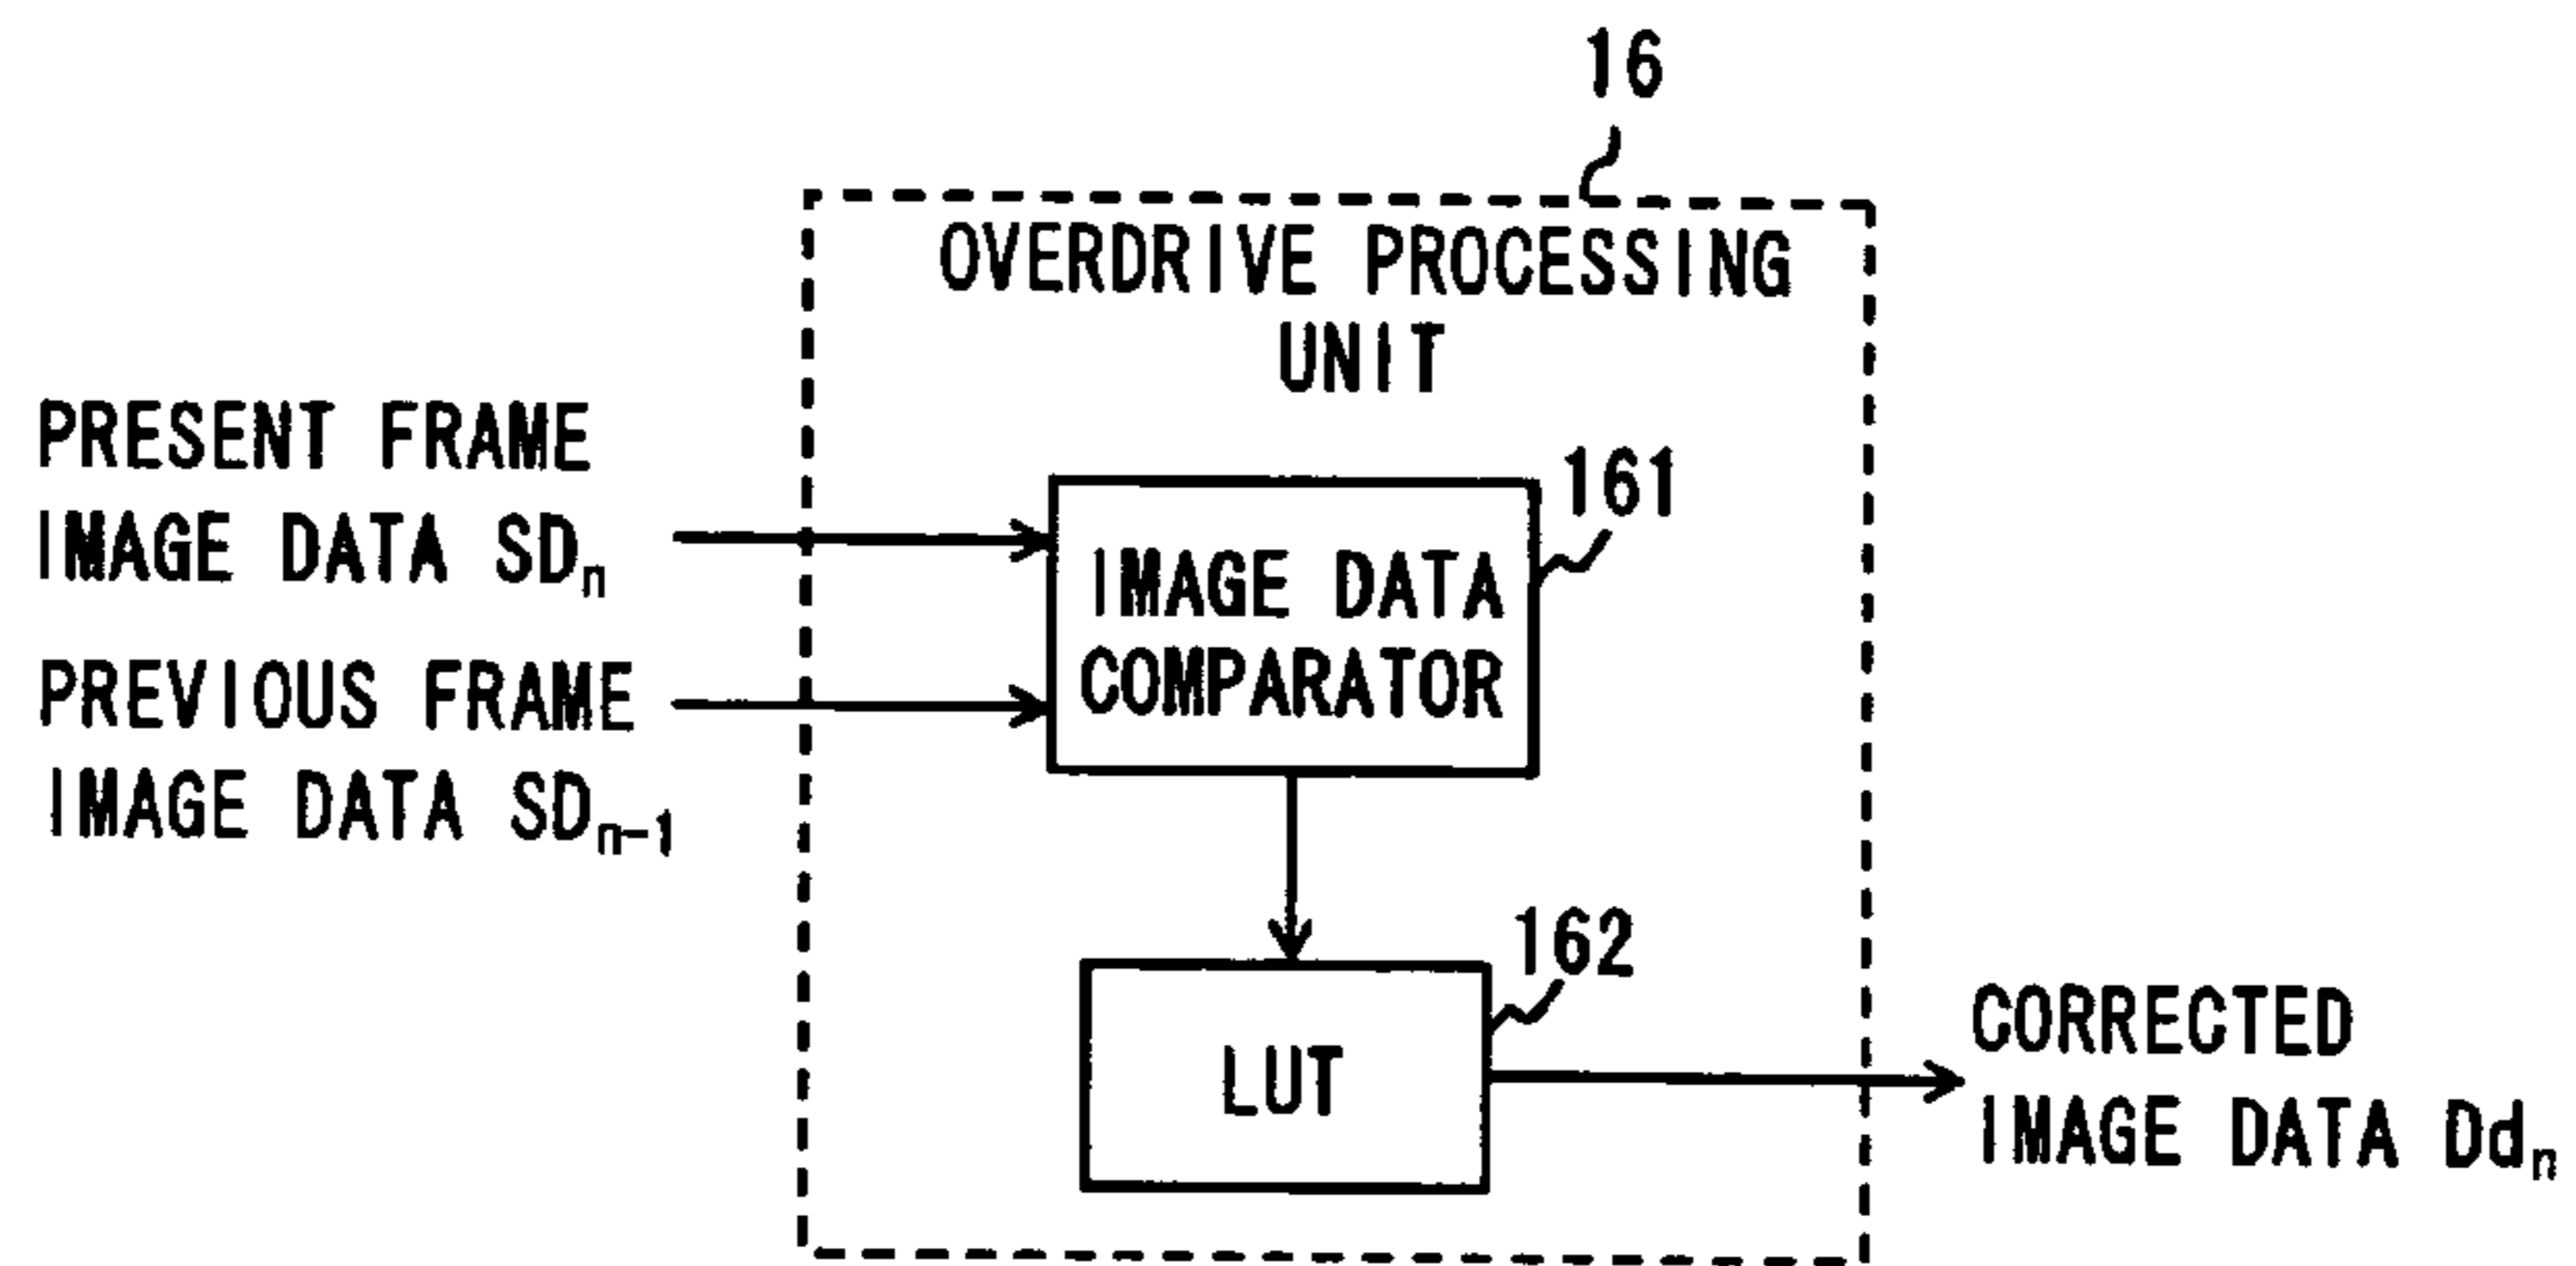 16
OVERDRIVE PROCESSING
UNIT
PRESENT FRAME
IMAGE DATA SDₙ
PREVIOUS FRAME
IMAGE DATA SDₙ₋₁
161
IMAGE DATA
COMPARATOR
162
LUT
CORRECTED
IMAGE DATA Ddₙ